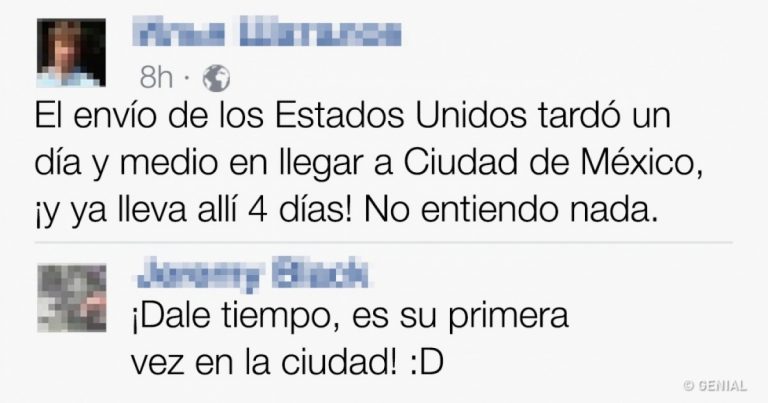 8h ·
El envío de los Estados Unidos tardó un
día y medio en llegar a Ciudad de México,
¡y ya lleva allí 4 días! No entiendo nada.
¡Dale tiempo, es su primera
vez en la ciudad! :D
© GENIAL